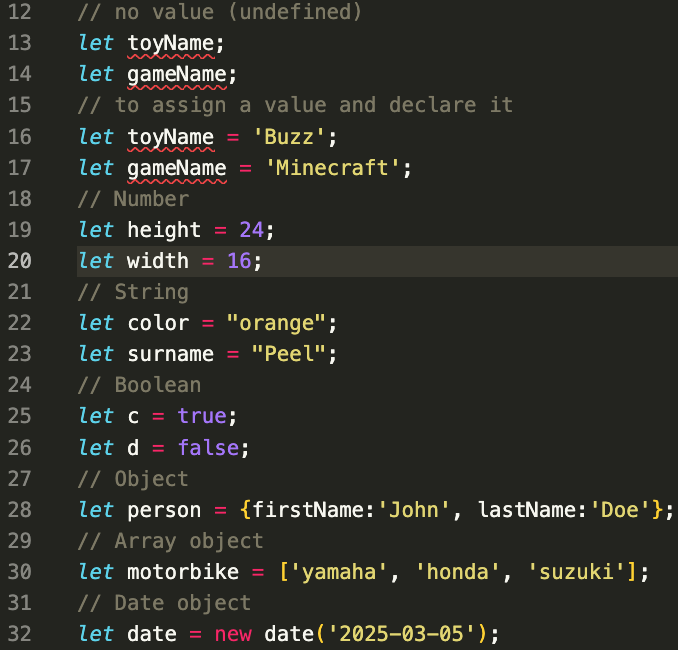 12 // no value (undefined)
13 let toyName;
14 let gameName;
15 // to assign a value and declare it
16 let toyName = 'Buzz';
17 let gameName = 'Minecraft';
18 // Number
19 let height = 24;
20 let width = 16;
21 // String
22 let color = "orange";
23 let surname = "Peel";
24 // Boolean
25 let c = true;
26 let d = false;
27 // Object
28 let person = {firstName:'John', lastName:'Doe'};
29 // Array object
30 let motorbike = ['yamaha', 'honda', 'suzuki'];
31 // Date object
32 let date = new date('2025-03-05');